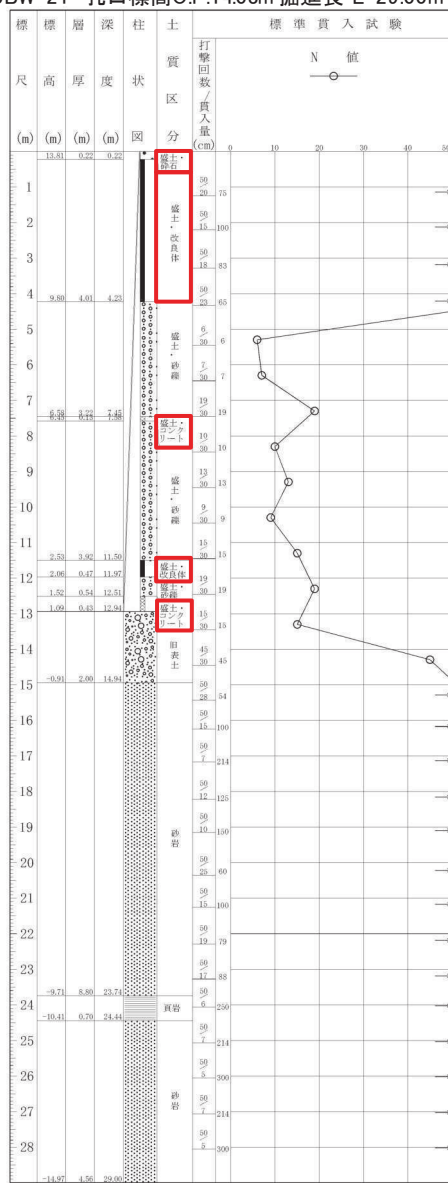 孔口標高O.P.14.03m 掘進長 L=29.00m
標 標 層 深 柱 土 標 準 貫 入 試 験
質 打撃回数/貫入量 N 値
尺 高 厚 度 状 区
(m) (m) (m) (m) 図 分 (cm) 0 10 20 30 40 50
13.81 0.22 0.22 盛土・砕石
1 50/20 75
盛土・改良体
2 50/15 100
3 50/18 83
4 50/23 65
9.80 4.01 4.23
5 6/30 6
盛土・砂礫
6 7/30 7
7 19/30 19
6.58 3.22 7.45
6.45 0.13 7.58
盛土・コンクリート
8 10/30 10
9 13/30 13
盛土・砂礫
10 9/30 9
11 15/30 15
2.53 3.92 11.50
盛土・改良体
12 2.06 0.47 11.97 19/30 19
盛土・砂礫
1.52 0.54 12.51
盛土・コンクリート
13 1.09 0.43 12.94 15/30 15
14 旧表土 45/30 45
15 -0.91 2.00 14.94 50/28 54
16 50/15 100
17 50/7 214
18 50/12 125
19 50/10 150
砂岩
20 50/25 60
21 50/15 100
22 50/19 79
23 50/17 88
-9.71 8.80 23.74
24 頁岩 50/6 250
-10.41 0.70 24.44
25 50/7 214
26 50/5 300
砂岩
27 50/7 214
28 50/5 300
-14.97 4.56 29.00